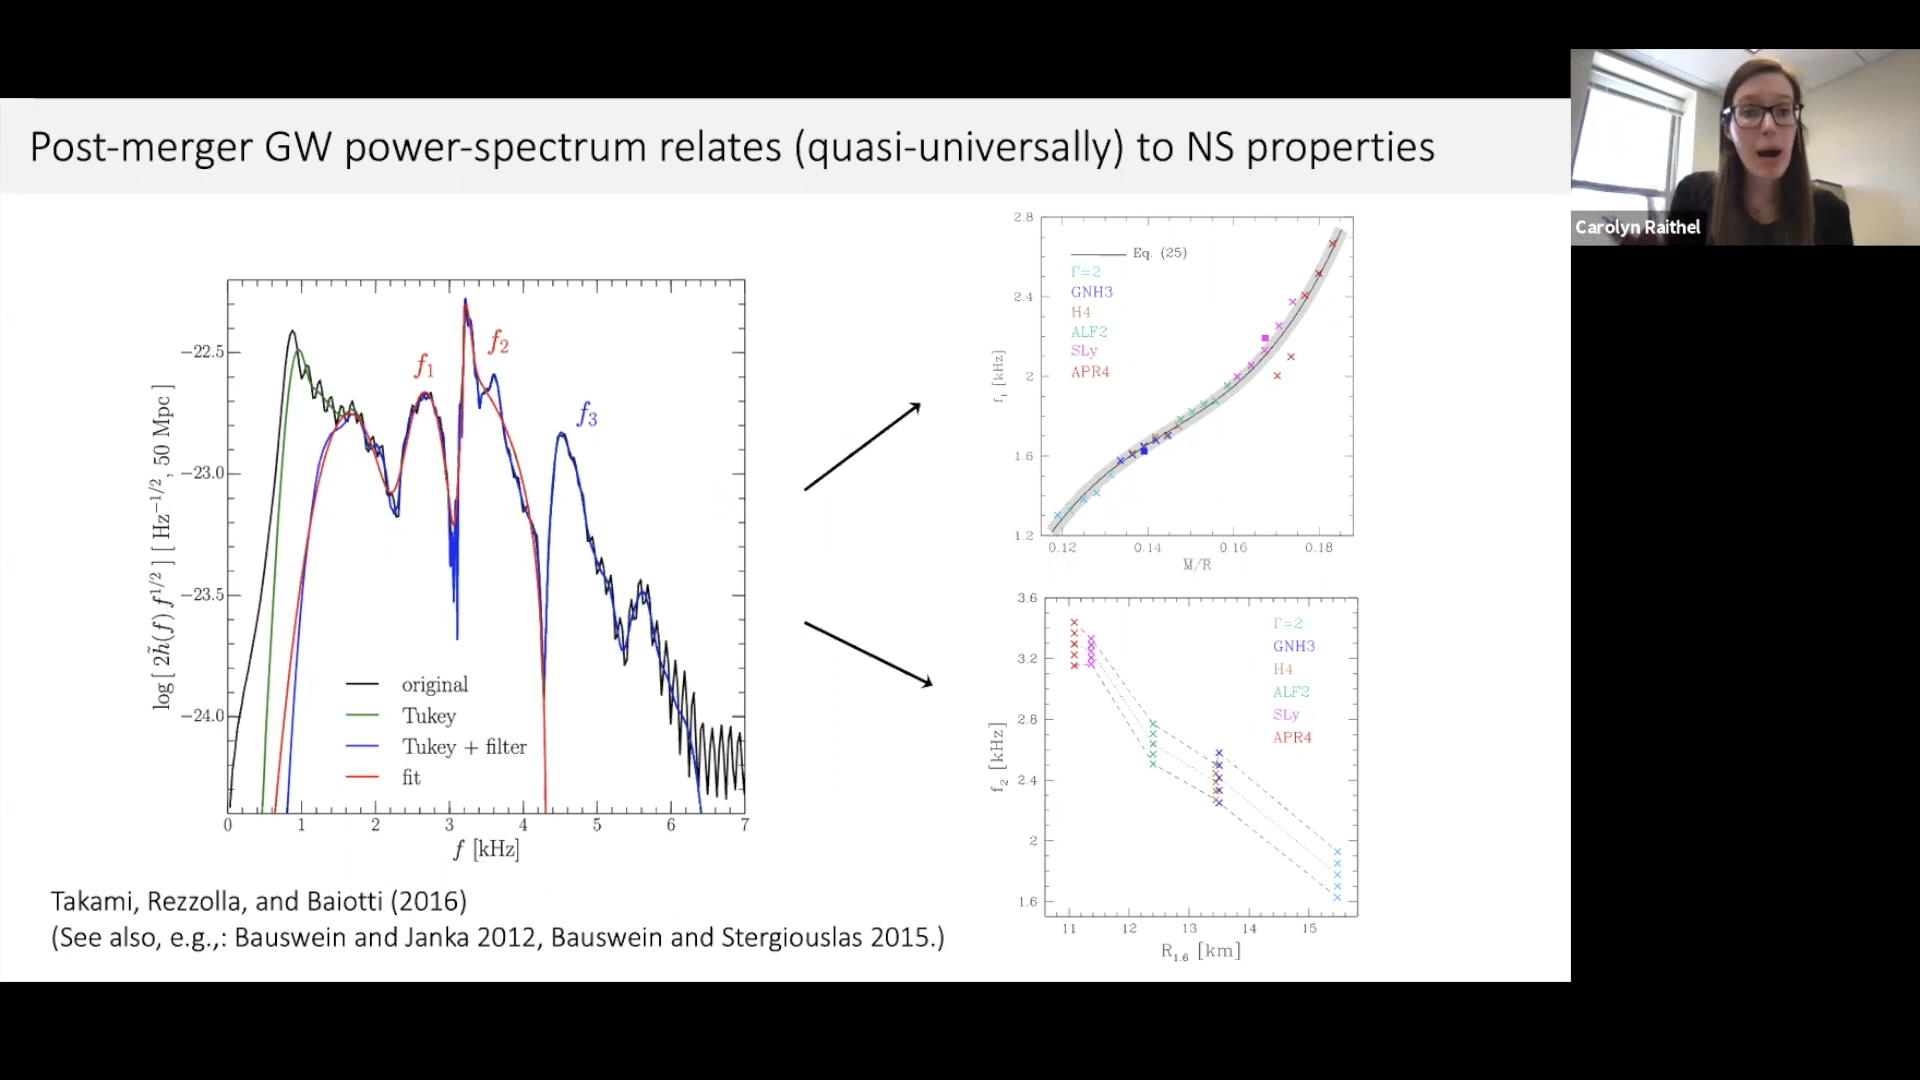 Post-merger GW power-spectrum relates (quasi-universally) to NS properties
Carolyn Raithel
log [ 2h̃(f) f^{1/2} ] [ Hz^{−1/2}, 50 Mpc ]
−22.5
−23.0
−23.5
−24.0
f₁
f₂
f₃
original
Tukey
Tukey + filter
fit
0 1 2 3 4 5 6 7
f [kHz]
2.8
2.4
2
1.6
1.2
f₁ [kHz]
Eq. (25)
Γ=2
GNH3
H4
ALF2
SLy
APR4
0.12 0.14 0.16 0.18
M̅/R̅
3.6
3.2
2.8
2.4
2
1.6
f₂ [kHz]
Γ=2
GNH3
H4
ALF2
SLy
APR4
11 12 13 14 15
R₁.₆ [km]
Takami, Rezzolla, and Baiotti (2016)
(See also, e.g.,: Bauswein and Janka 2012, Bauswein and Stergiouslas 2015.)